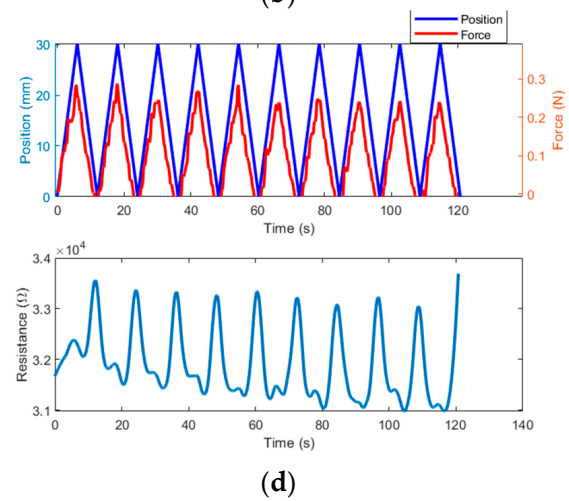 (b)
Position
Force
30
20
10
0
Position (mm)
0.3
0.2
0.1
0
Force (N)
0 20 40 60 80 100 120
Time (s)
×10⁴
3.4
3.3
3.2
3.1
Resistance (Ω)
0 20 40 60 80 100 120 140
Time (s)
(d)